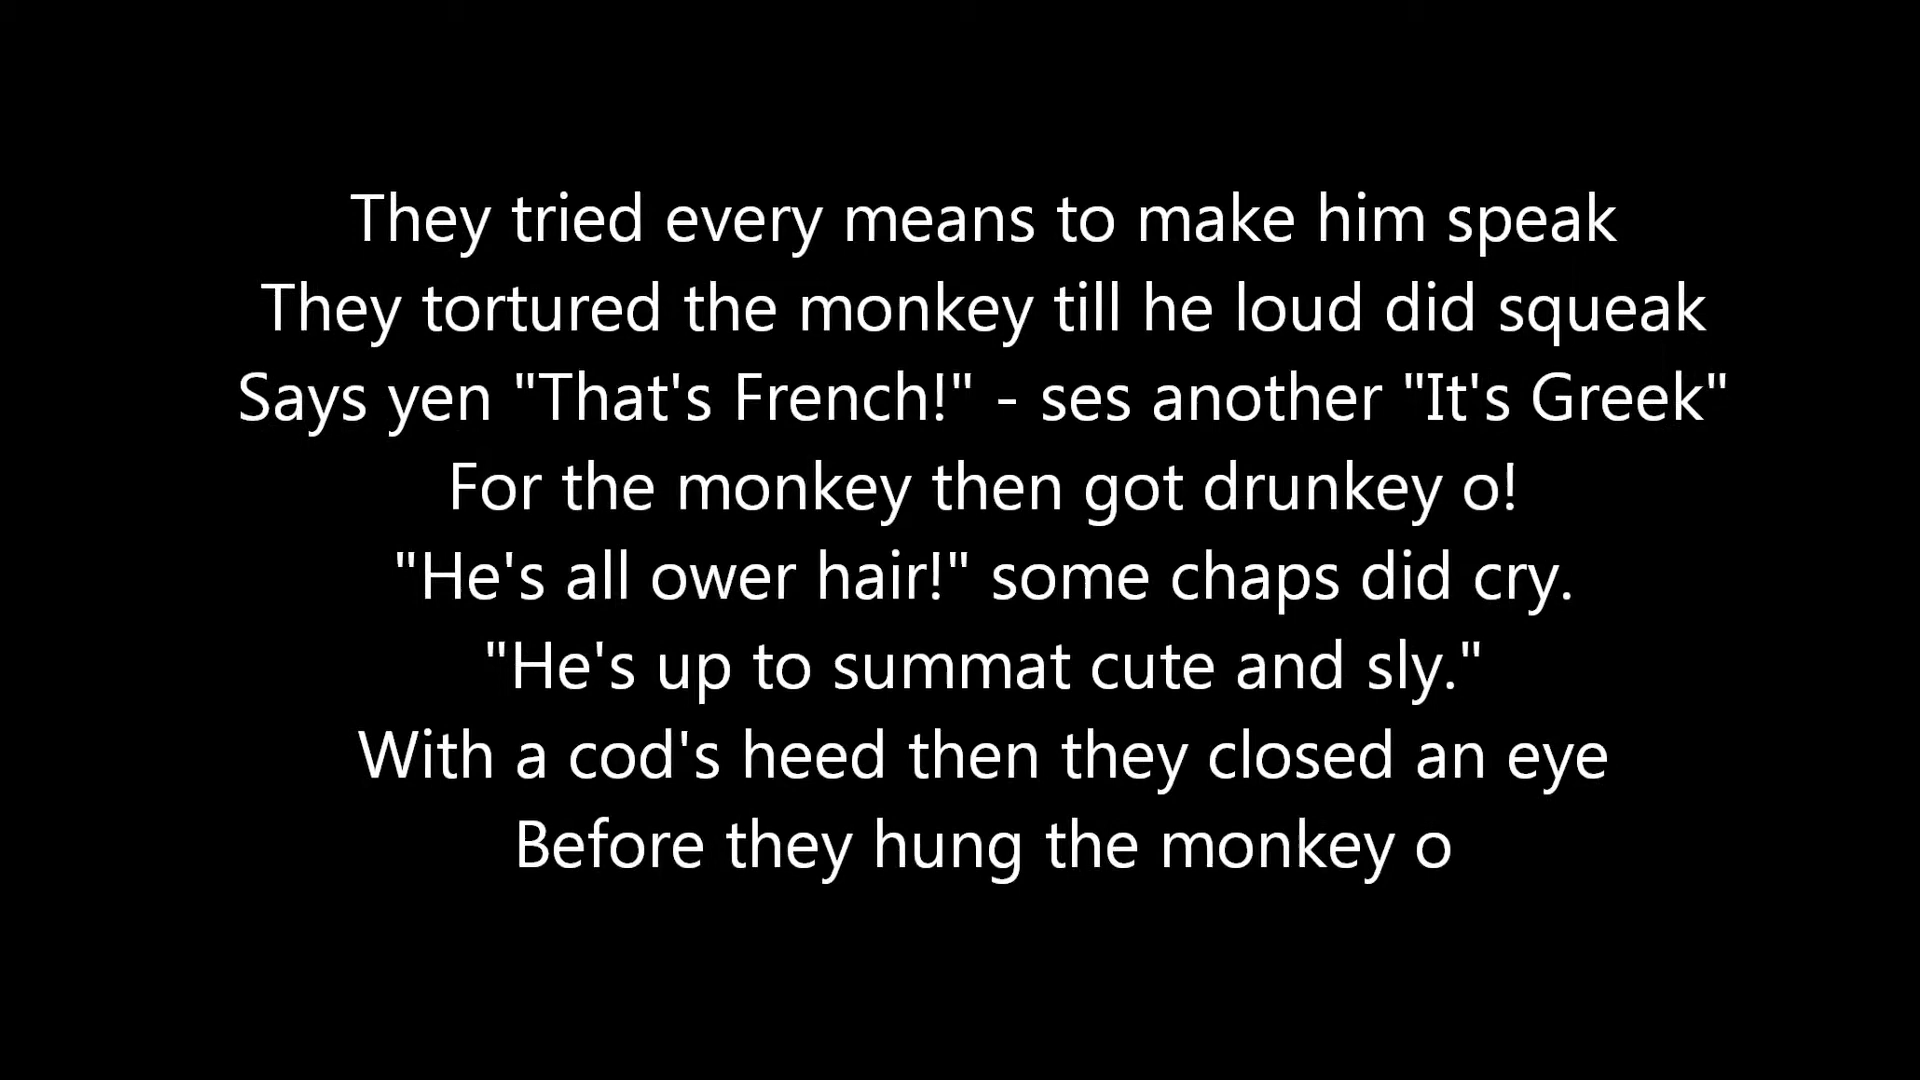 They tried every means to make him speak
They tortured the monkey till he loud did squeak
Says yen "That's French!" - ses another "It's Greek"
For the monkey then got drunkey o!
"He's all ower hair!" some chaps did cry.
"He's up to summat cute and sly."
With a cod's heed then they closed an eye
Before they hung the monkey o